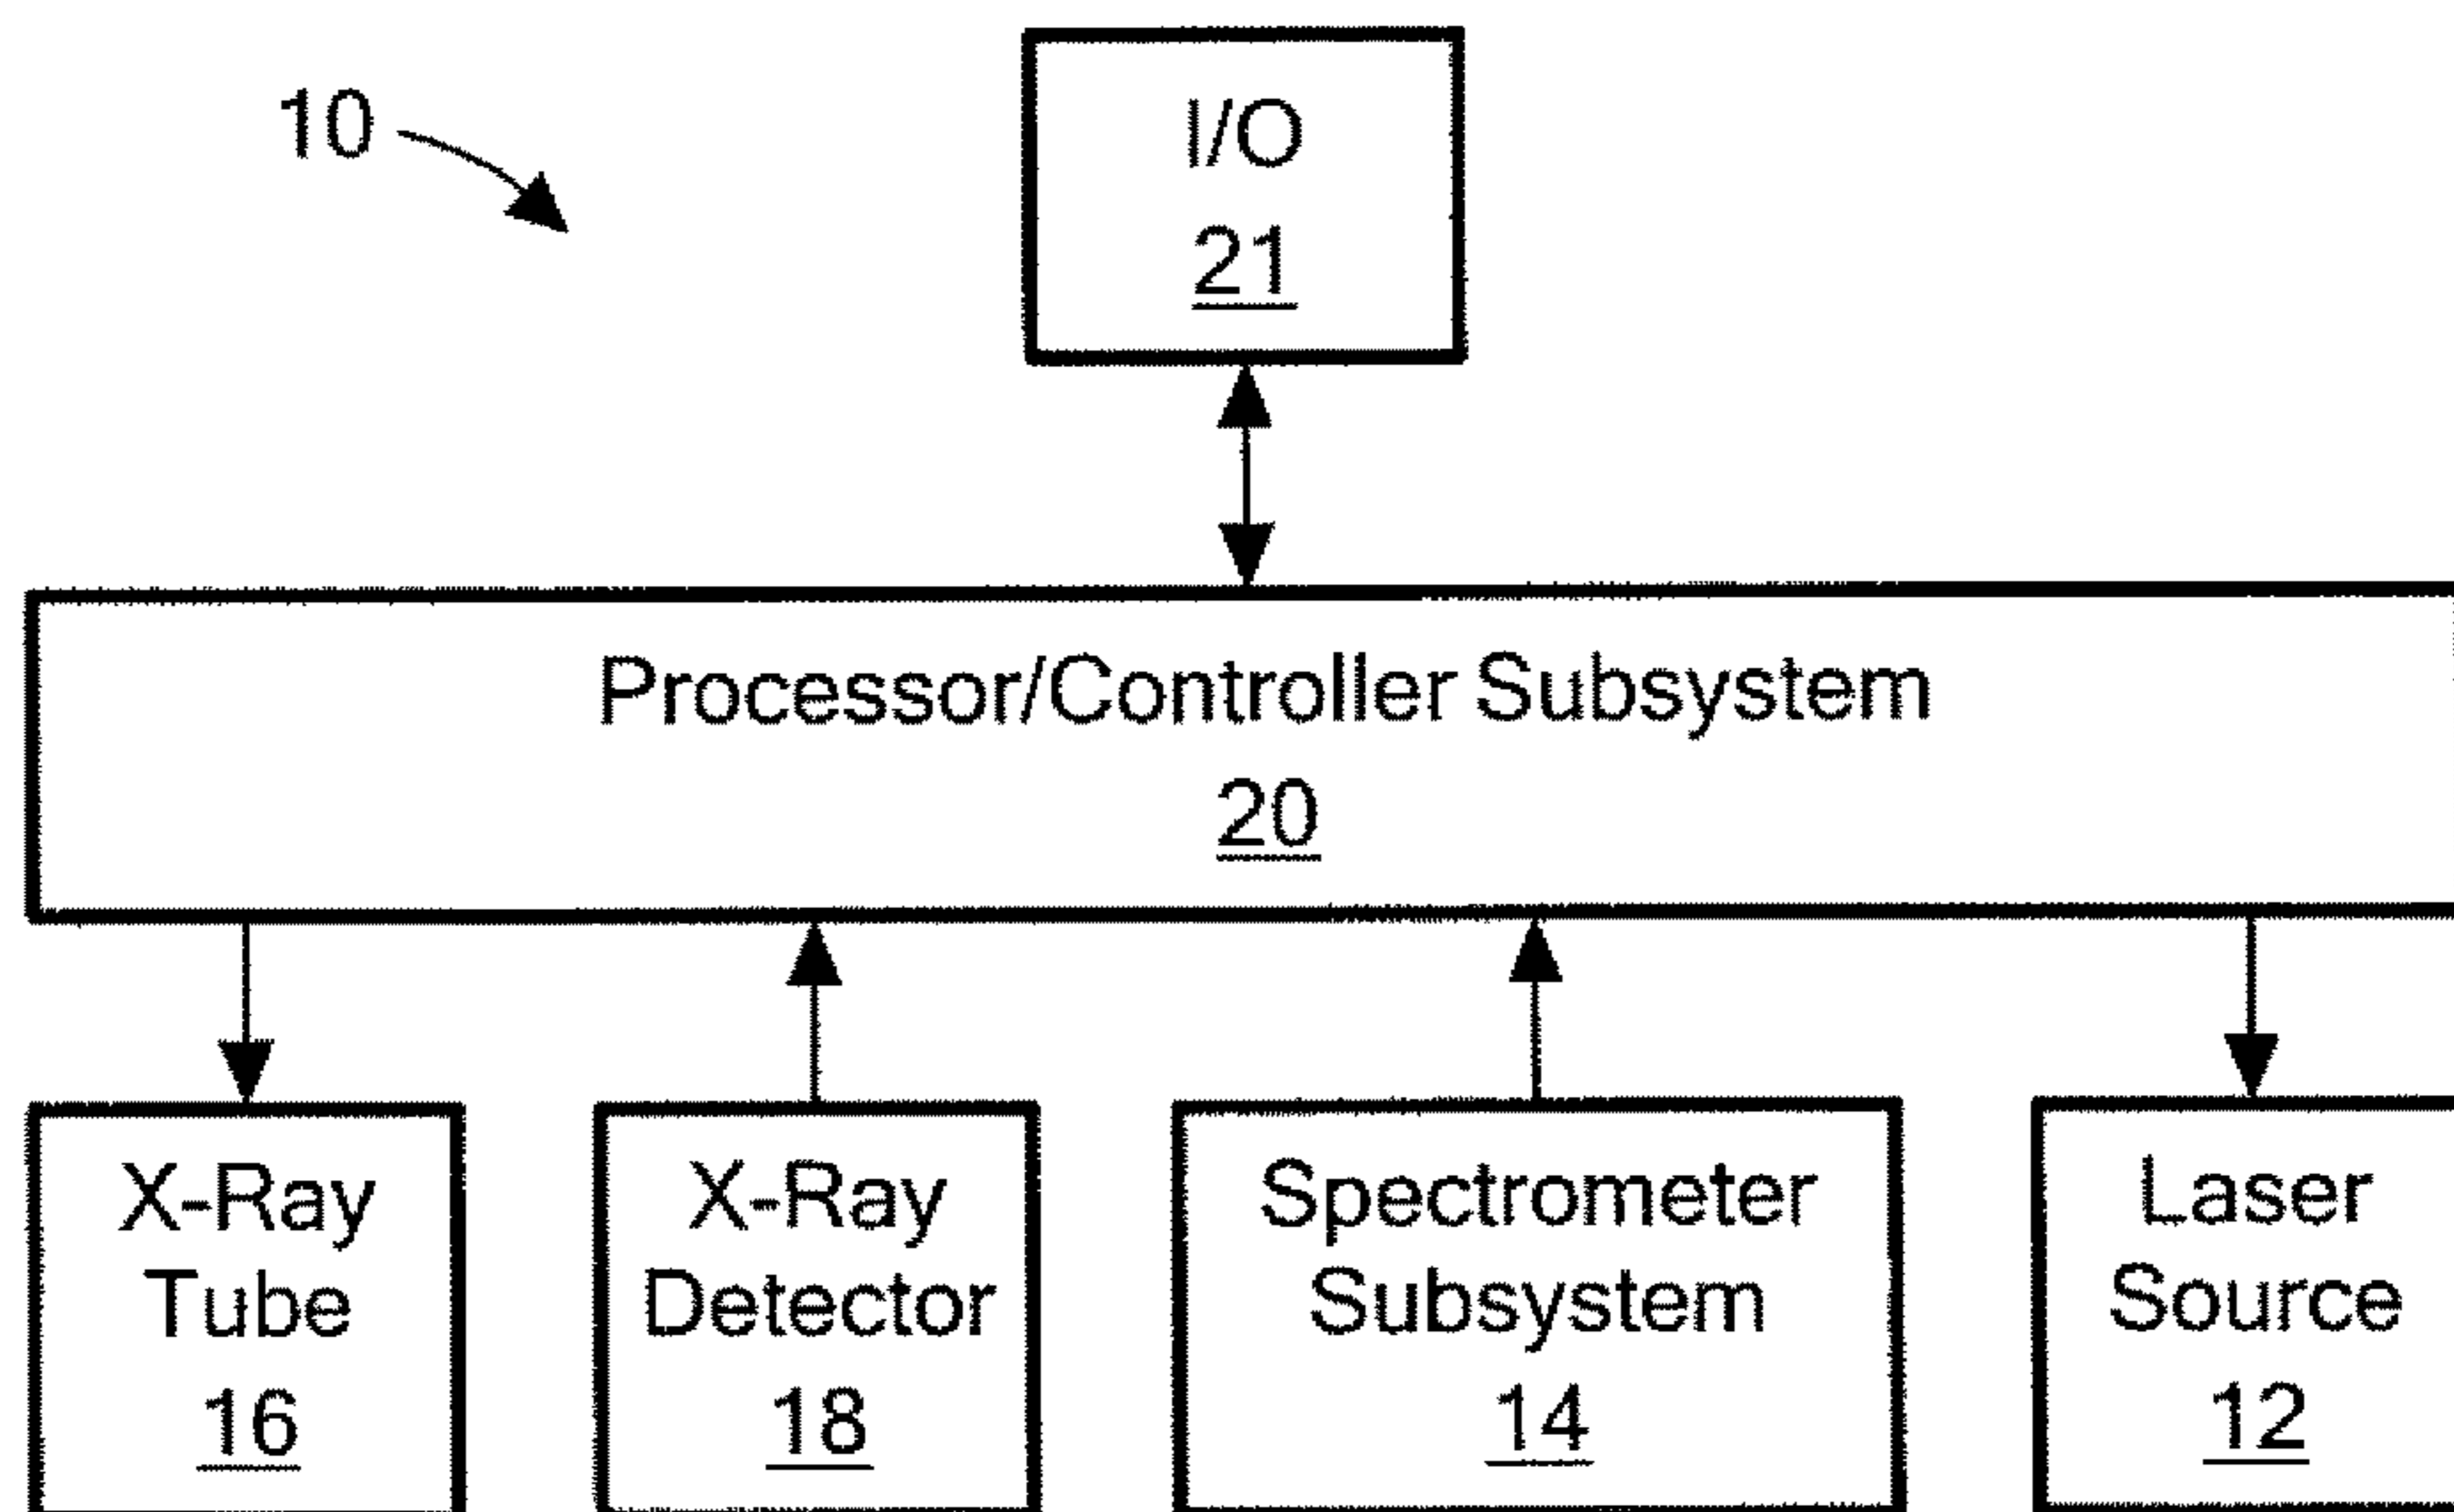 10
I/O
21
Processor/Controller Subsystem
20
X-Ray
Tube
16
X-Ray
Detector
18
Spectrometer
Subsystem
14
Laser
Source
12